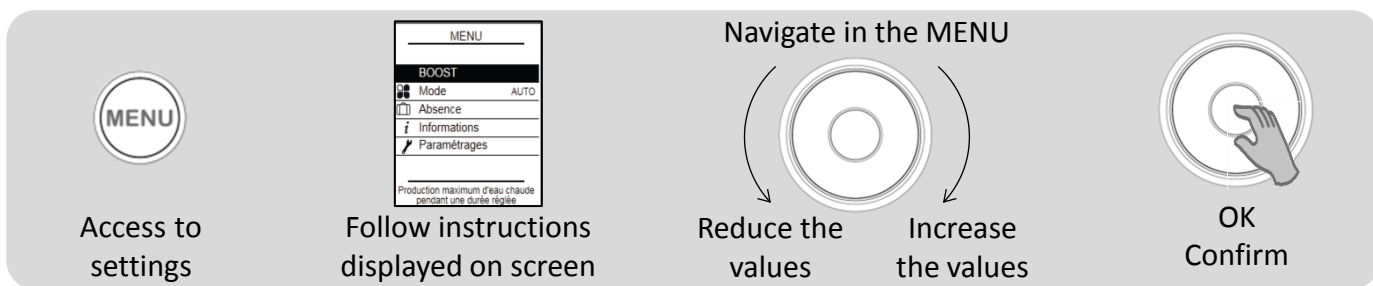 MENU
Access to
settings
MENU
BOOST
Mode AUTO
Absence
i Informations
Paramétrages
Production maximum d'eau chaude
pendant une durée réglée
Follow instructions
displayed on screen
Navigate in the MENU
Reduce the
values
Increase
the values
OK
Confirm